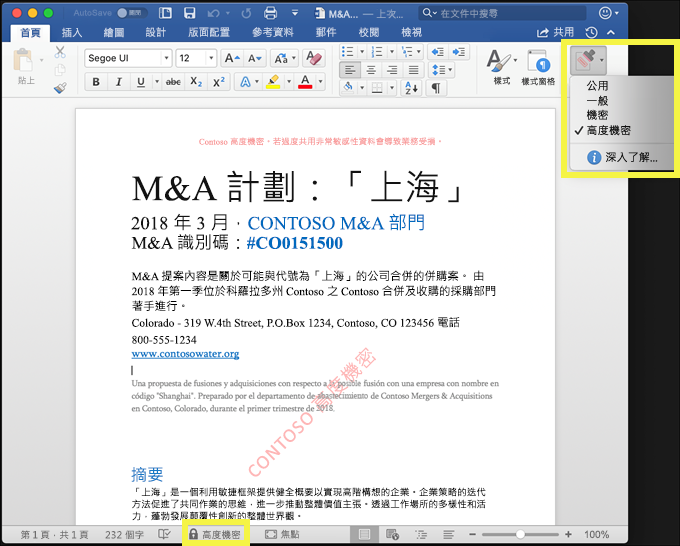 AutoSave 關閉 M&A... — 上次... 在文件中搜尋
首頁 插入 繪圖 設計 版面配置 參考資料 郵件 校閱 檢視 共用
貼上 Segoe UI 12 樣式 樣式窗格
B I U abc X₂ X²
公用
一般
機密
✓ 高度機密
深入了解...
Contoso 高度機密。若過度共用非常敏感性資料會導致業務受損。
M&A 計劃：「上海」
2018 年 3 月，CONTOSO M&A 部門
M&A 識別碼：#CO0151500
M&A 提案內容是關於可能與代號為「上海」的公司合併的併購案。 由
2018 年第一季位於科羅拉多州 Contoso 之 Contoso 合併及收購的採購部門
著手進行。
Colorado - 319 W.4th Street, P.O.Box 1234, Contoso, CO 123456 電話
800-555-1234
www.contosowater.org
Una propuesta de fusiones y adquisiciones con respecto a la posible fusión con una empresa con nombre en
código "Shanghai". Preparado por el departamento de abastecimiento de Contoso Mergers & Acquisitions
en Contoso, Colorado, durante el primer trimestre de 2018.
CONTOSO 高度機密
摘要
「上海」是一個利用敏捷框架提供健全概要以實現高階構想的企業。企業策略的迭代
方法促進了共同作業的思維，進一步推動整體價值主張。透過工作場所的多樣性和活
力，蓬勃發展顛覆性創新的整體世界觀。
第 1 頁，共 1 頁 232 個字 高度機密 焦點 100%